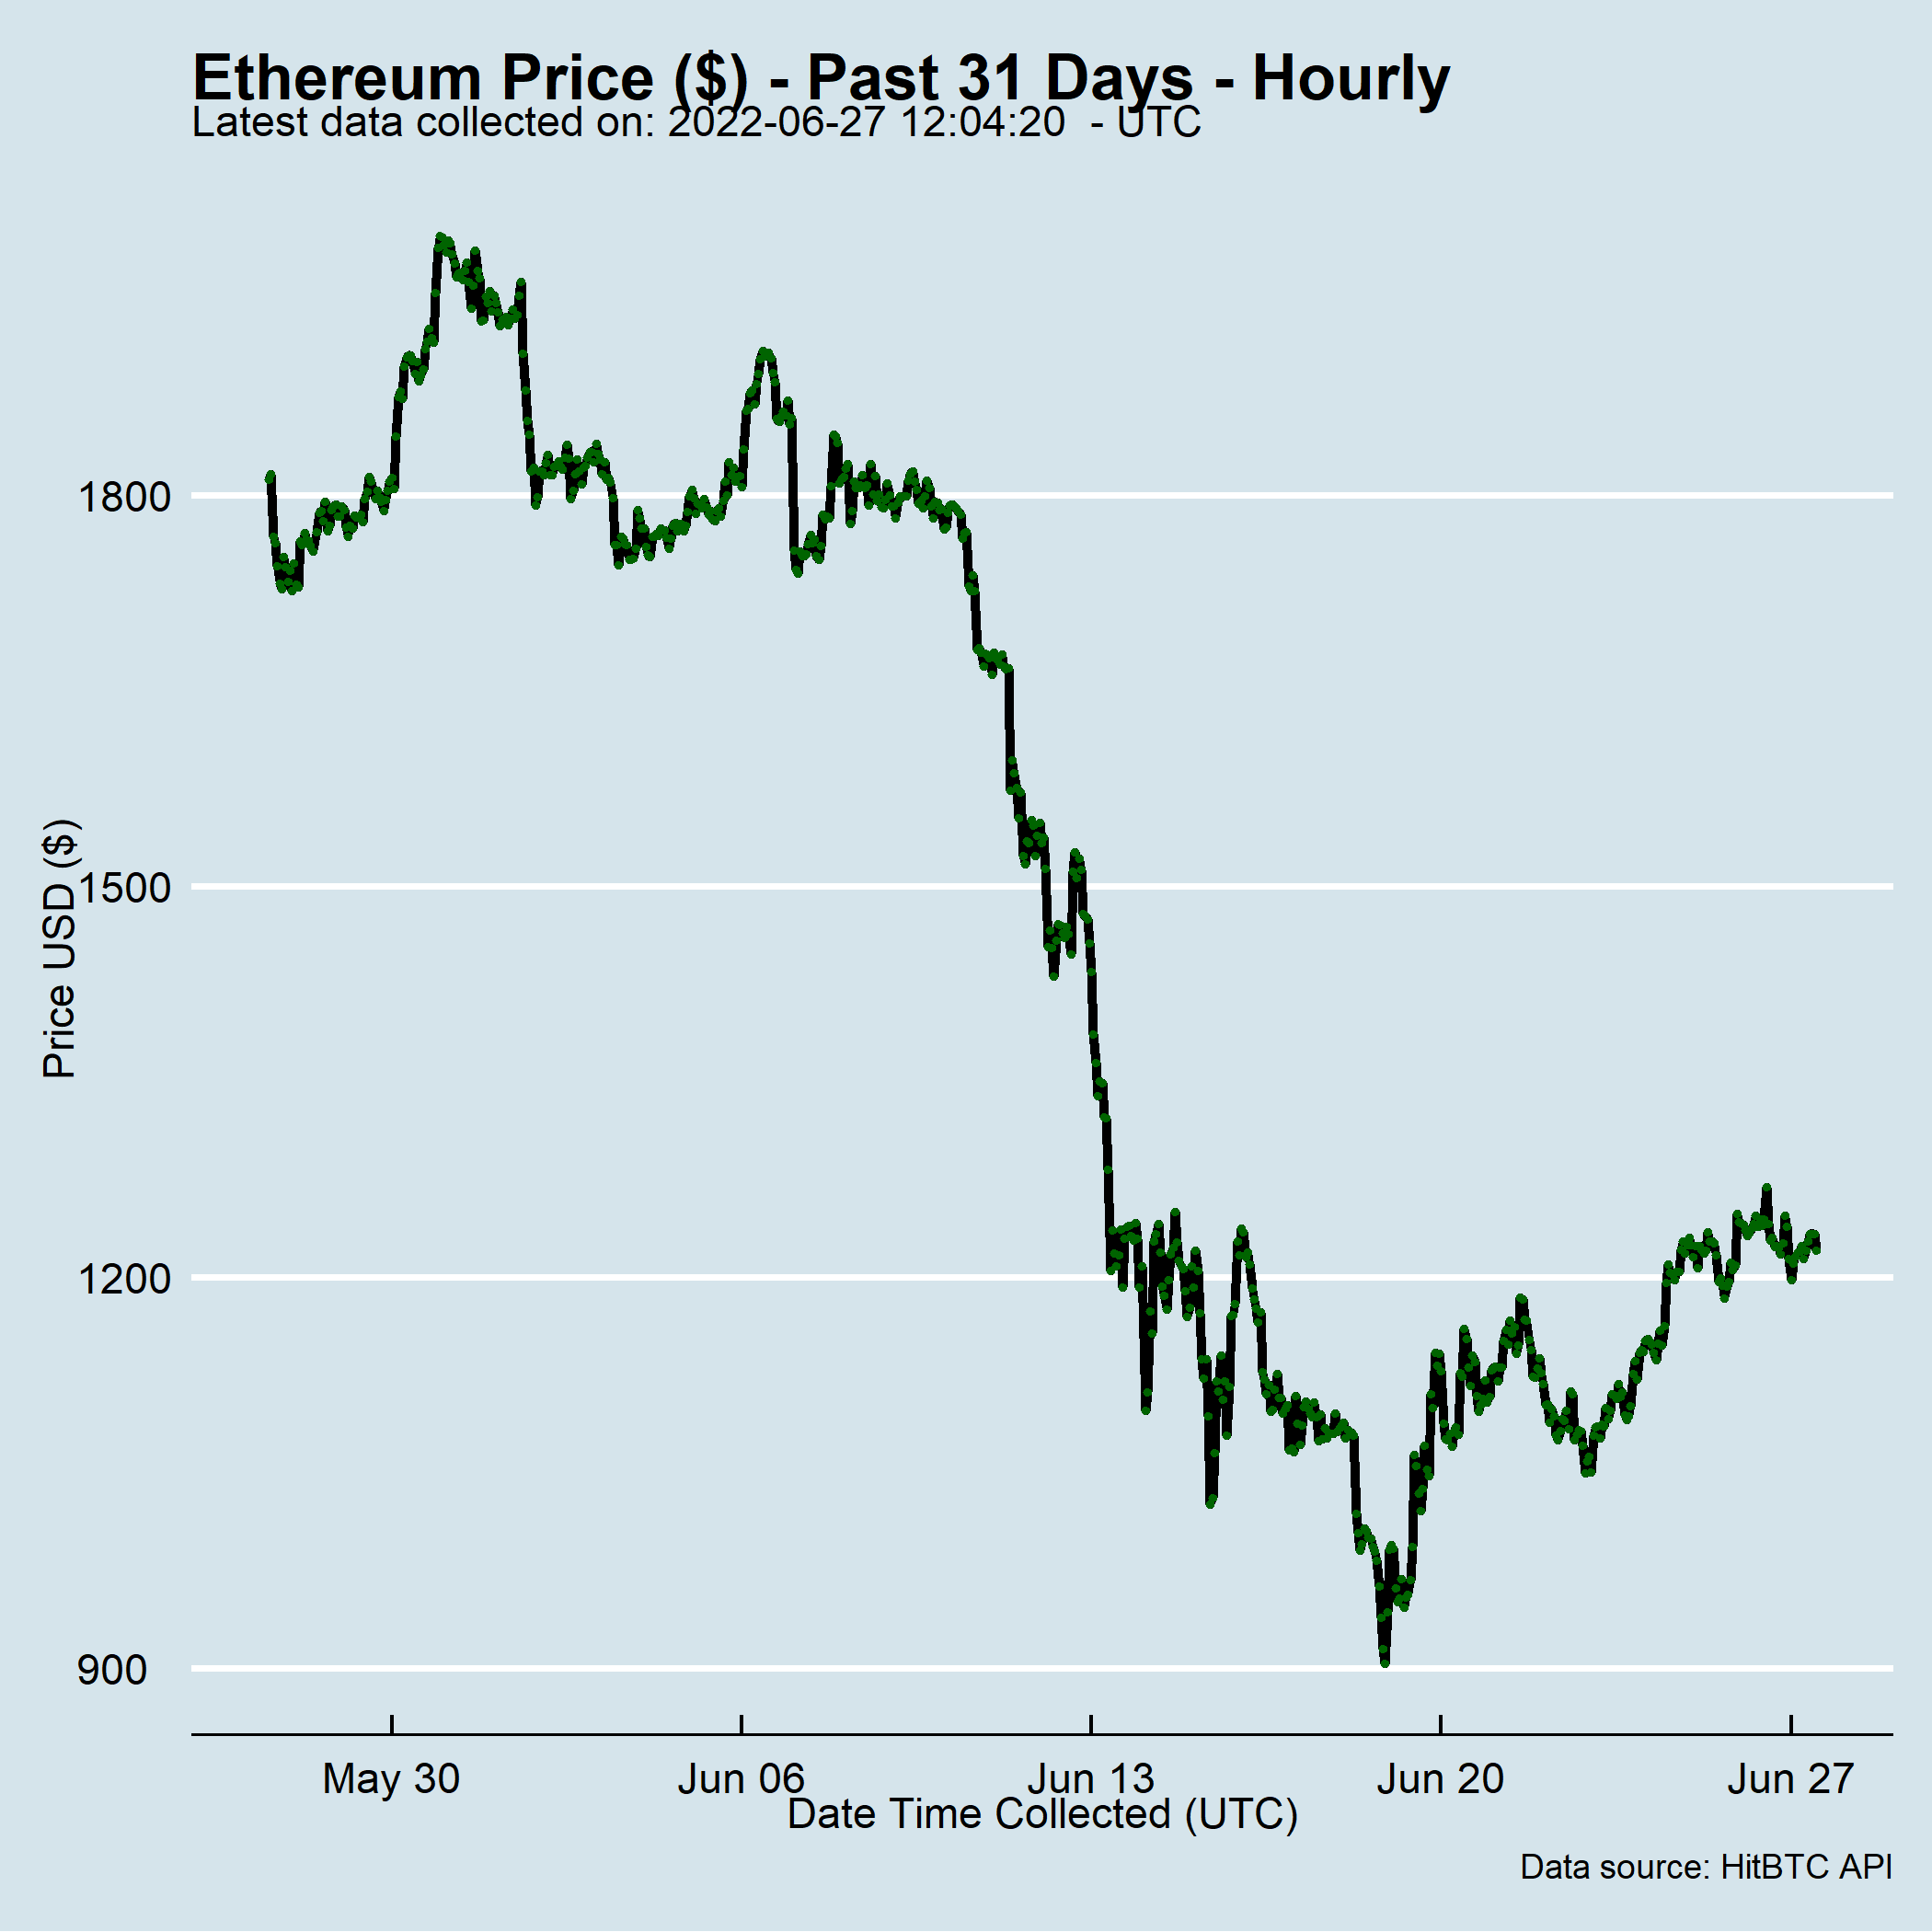 Ethereum Price ($) - Past 31 Days - Hourly
Latest data collected on: 2022-06-27 12:04:20  - UTC
Price USD ($)
1800
1500
1200
900
May 30 Jun 06 Jun 13 Jun 20 Jun 27
Date Time Collected (UTC)
Data source: HitBTC API